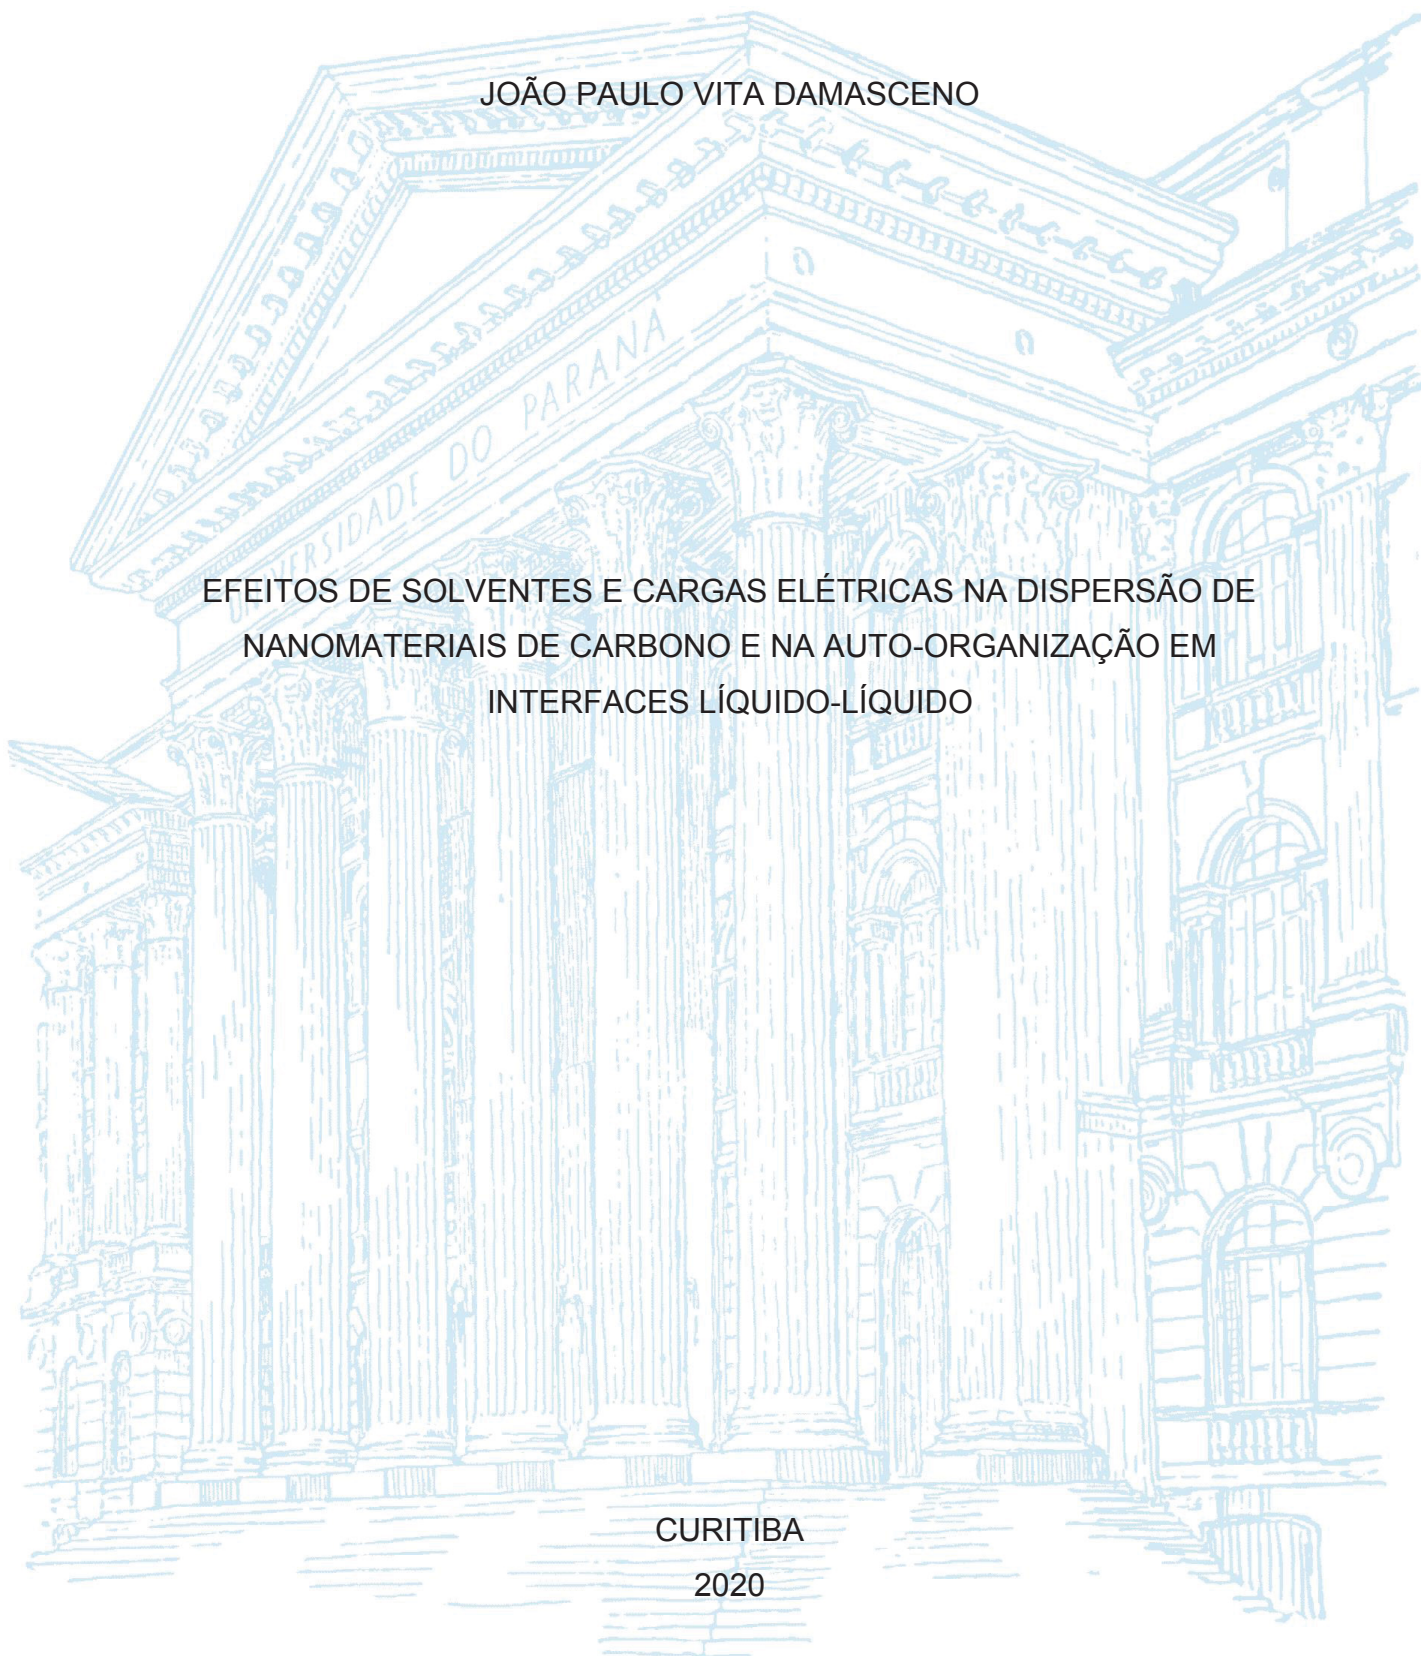 JOÃO PAULO VITA DAMASCENO
UNIVERSIDADE DO PARANÁ
EFEITOS DE SOLVENTES E CARGAS ELÉTRICAS NA DISPERSÃO DE
NANOMATERIAIS DE CARBONO E NA AUTO-ORGANIZAÇÃO EM
INTERFACES LÍQUIDO-LÍQUIDO
CURITIBA
2020